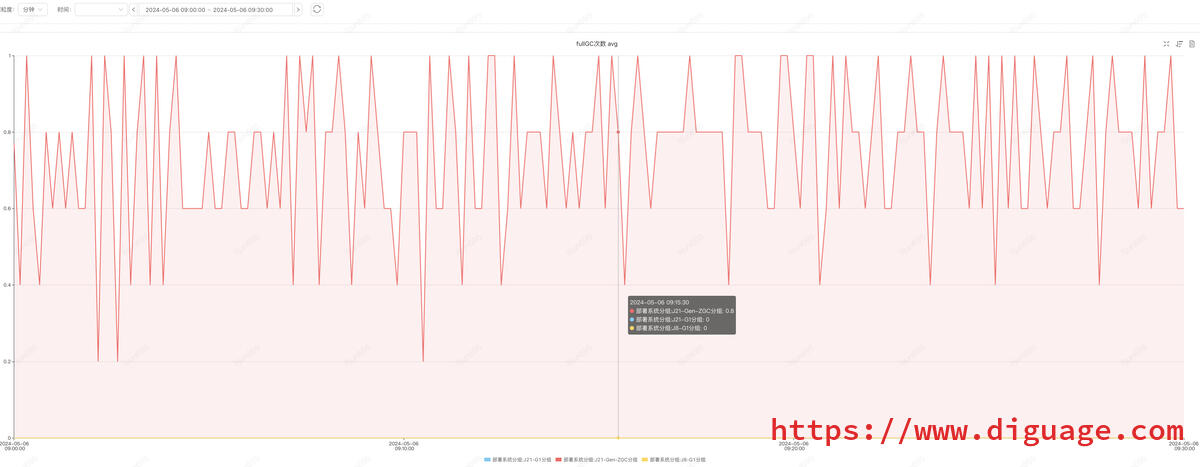 粒度: 分钟 时间: 2024-05-06 09:00:00 ~ 2024-05-06 09:30:00
fullGC次数 avg
1
0.8
0.6
0.4
0.2
0
2024-05-06 09:15:30
部署系统分组:J21-Gen-ZGC分组: 0.8
部署系统分组:J21-G1分组: 0
部署系统分组:J8-G1分组: 0
https://www.diguage.com
2024-05-06 2024-05-06 2024-05-06 2024-05-06
09:00:00 09:10:00 09:20:00 09:30:00
部署系统分组:J21-G1分组 部署系统分组:J21-Gen-ZGC分组 部署系统分组:J8-G1分组